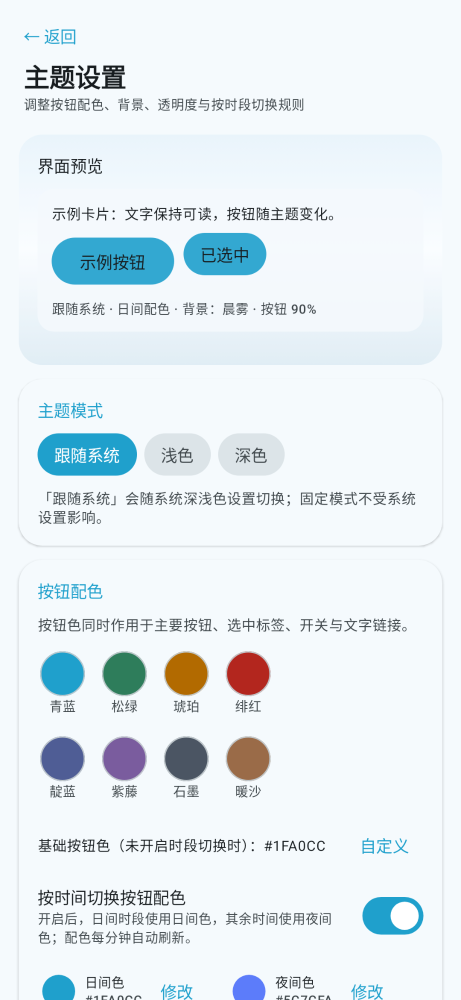 ← 返回
主题设置
调整按钮配色、背景、透明度与按时段切换规则
界面预览
示例卡片：文字保持可读，按钮随主题变化。
示例按钮 已选中
跟随系统 · 日间配色 · 背景：晨雾 · 按钮 90%
主题模式
跟随系统 浅色 深色
「跟随系统」会随系统深浅色设置切换；固定模式不受系统
设置影响。
按钮配色
按钮色同时作用于主要按钮、选中标签、开关与文字链接。
青蓝 松绿 琥珀 绯红
靛蓝 紫藤 石墨 暖沙
基础按钮色（未开启时段切换时）：#1FA0CC 自定义
按时间切换按钮配色
开启后，日间时段使用日间色，其余时间使用夜间
色；配色每分钟自动刷新。
日间色 修改 夜间色 修改
#1FA0CC #5C7CFA